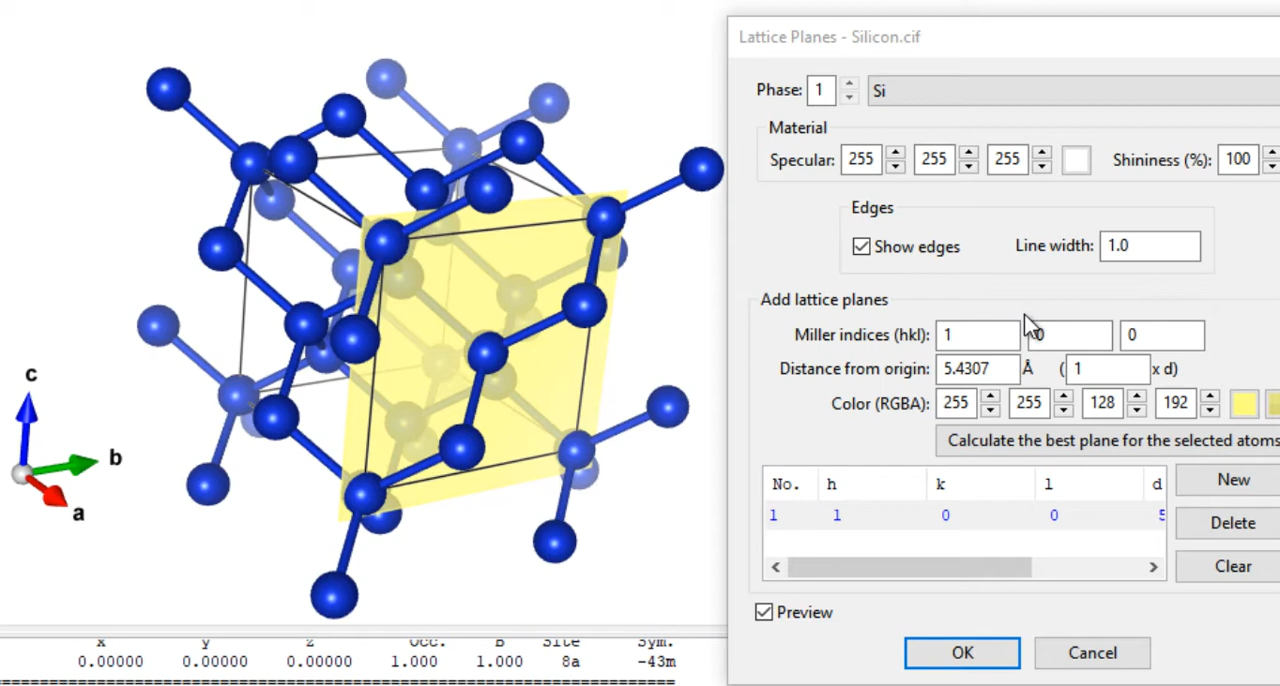 Lattice Planes - Silicon.cif
Phase: 1 Si
Material
Specular: 255 255 255 Shininess (%): 100
Edges
Show edges Line width: 1.0
Add lattice planes
Miller indices (hkl): 1 0 0
Distance from origin: 5.4307 Å ( 1 x d)
Color (RGBA): 255 255 128 192
Calculate the best plane for the selected atoms
No. h k l d
1 1 0 0 5
New
Delete
Clear
Preview
OK Cancel
c
b
a
x y z Occ. B Site Sym.
0.00000 0.00000 0.00000 1.000 1.000 8a -43m